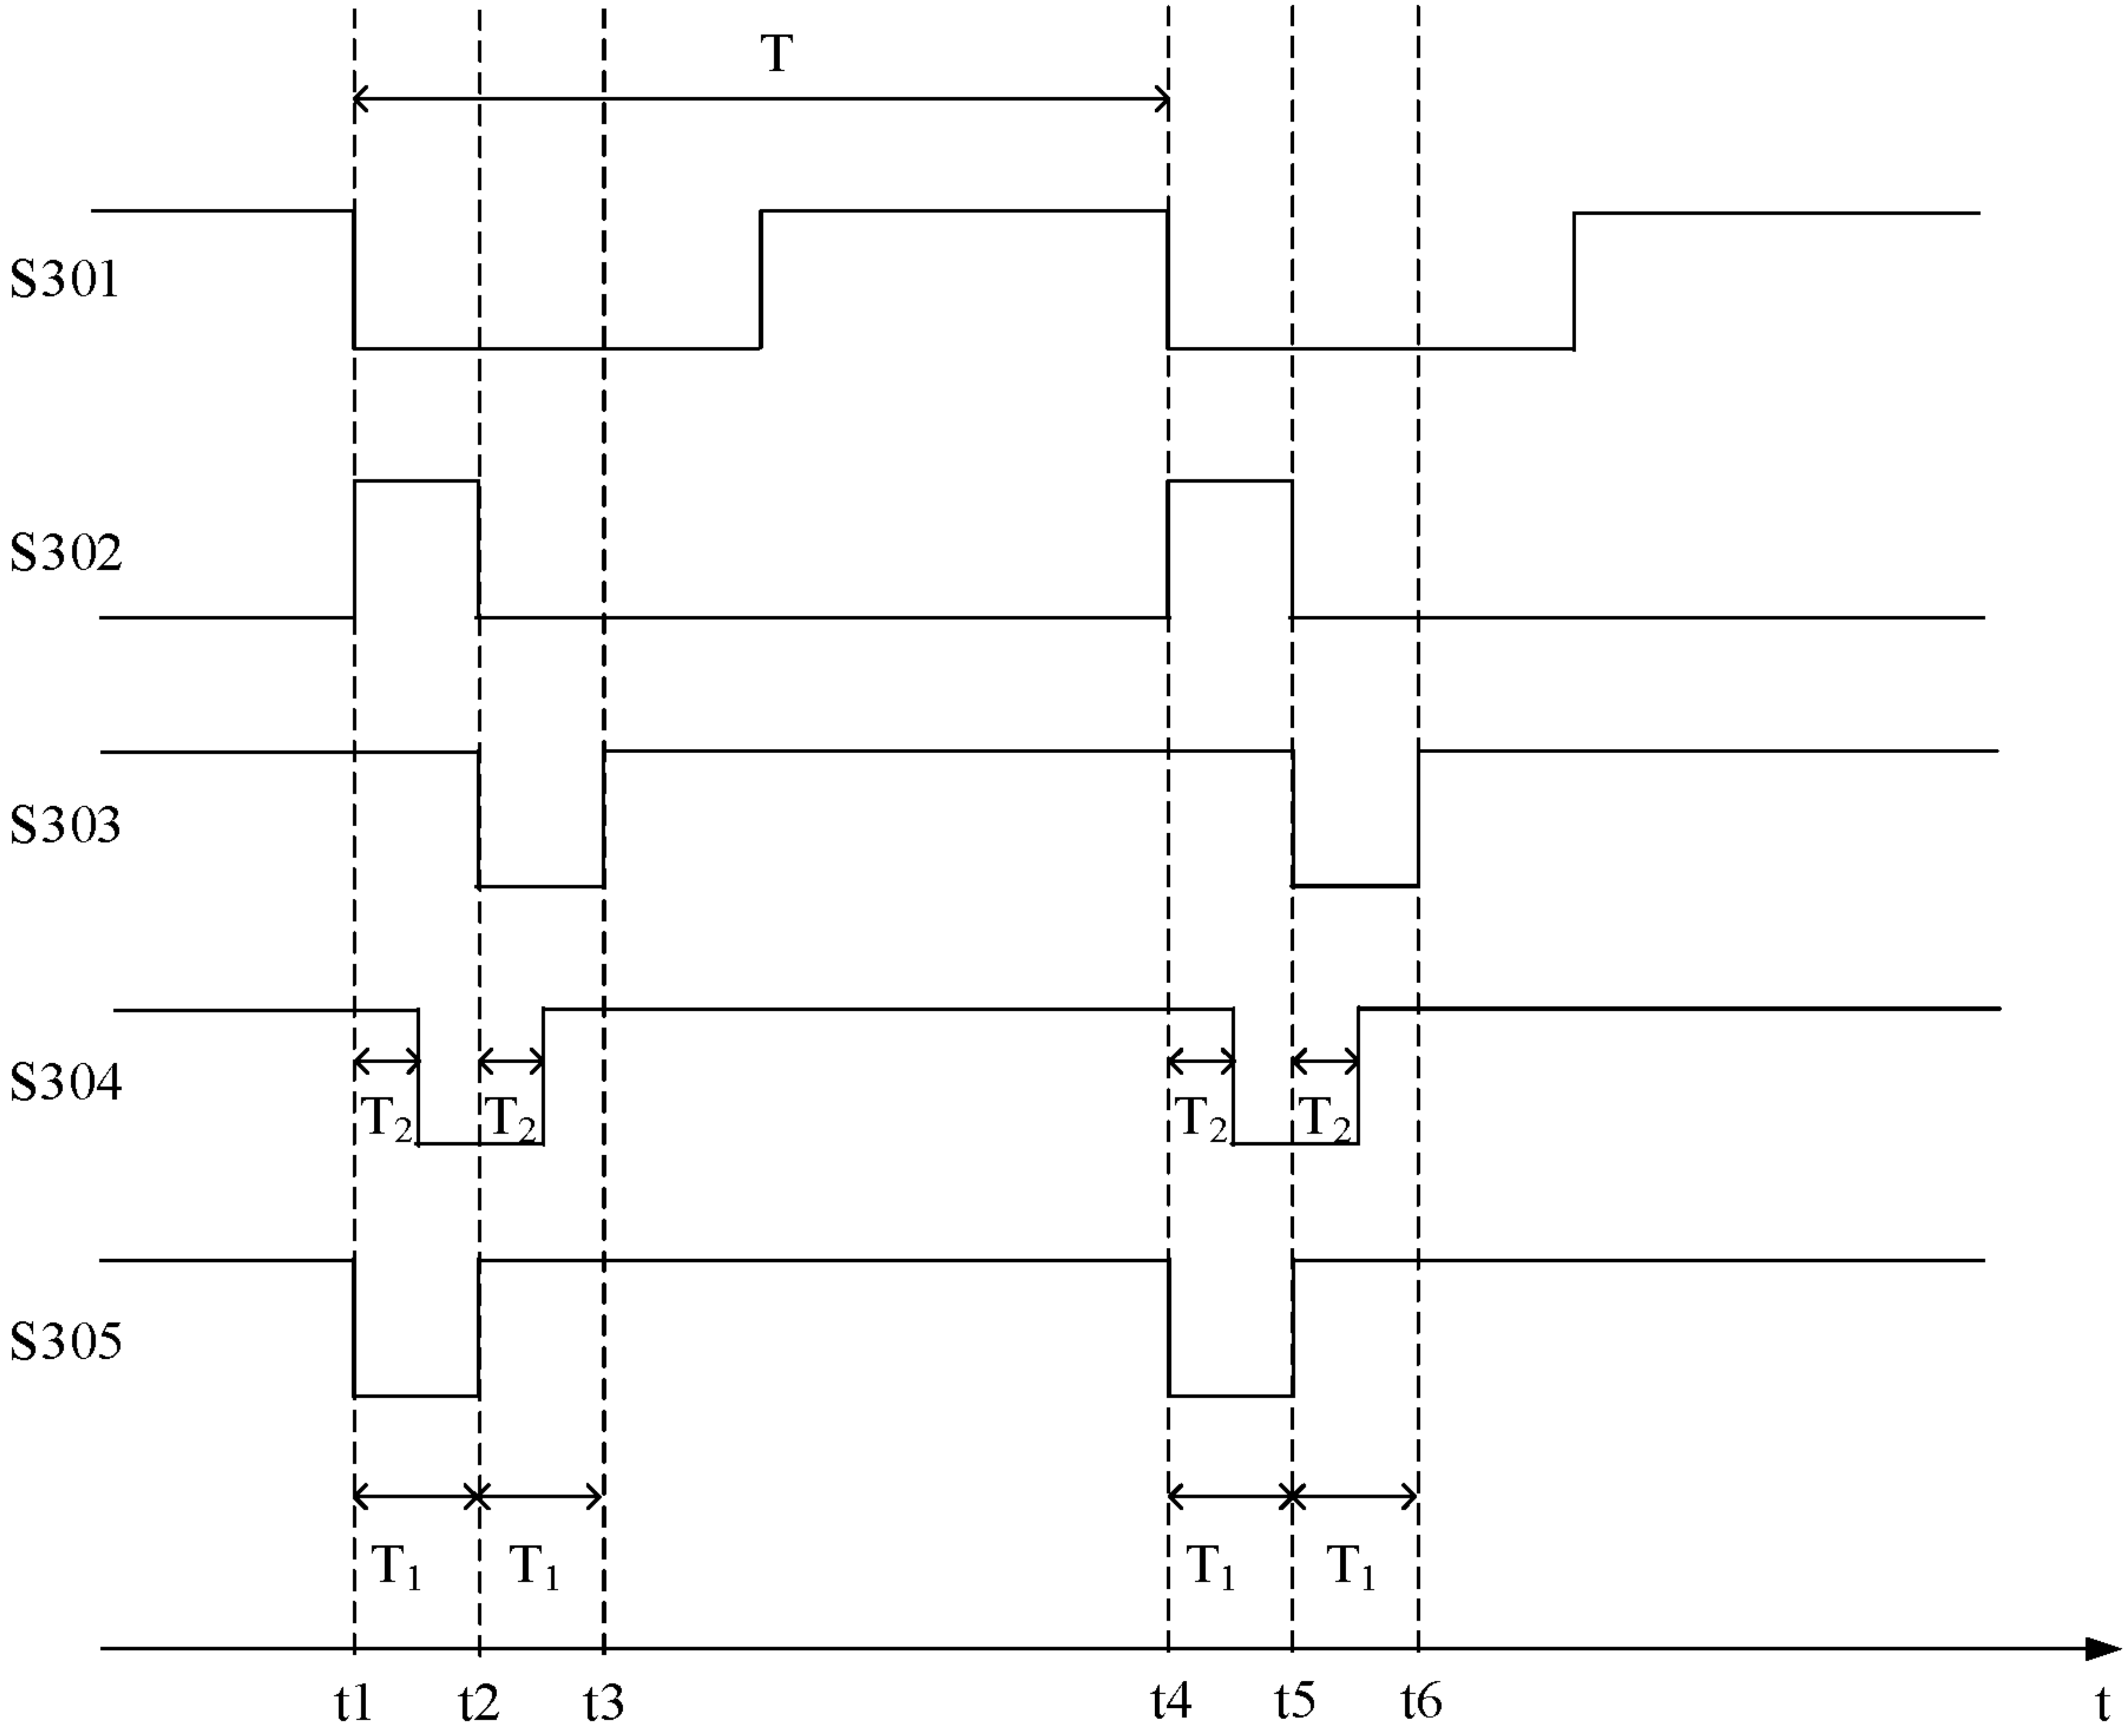 T
S301
S302
S303
S304
T₂ T₂ T₂ T₂
S305
T₁ T₁ T₁ T₁
t1 t2 t3 t4 t5 t6 t